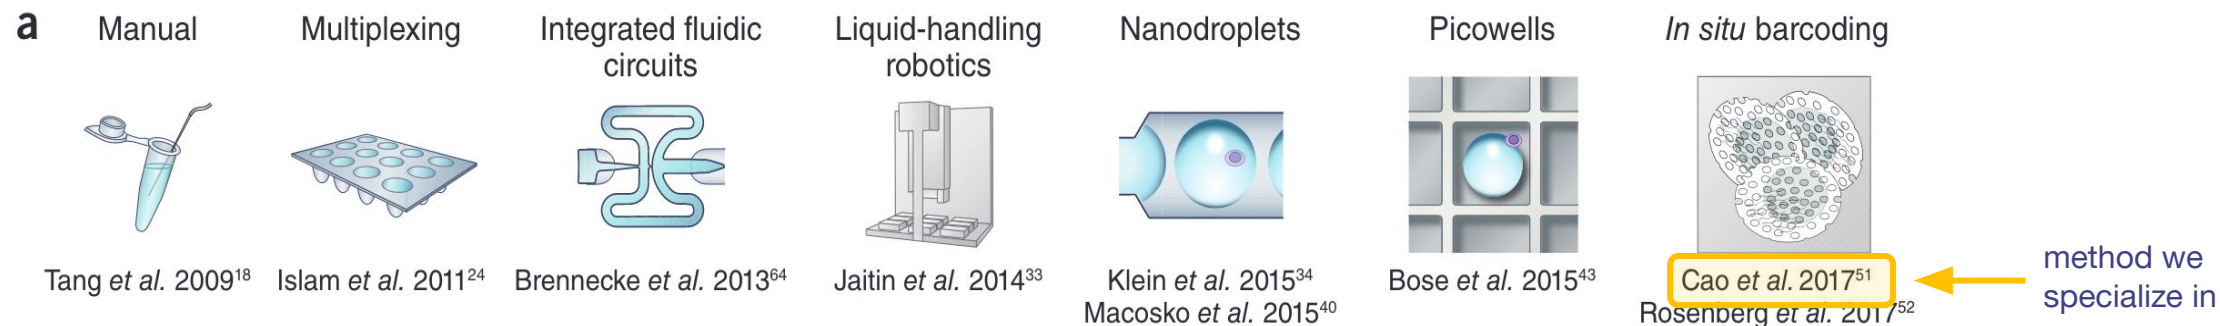 a
Manual
Multiplexing
Integrated fluidic
circuits
Liquid-handling
robotics
Nanodroplets
Picowells
In situ barcoding
Tang et al. 2009¹⁸
Islam et al. 2011²⁴
Brennecke et al. 2013⁶⁴
Jaitin et al. 2014³³
Klein et al. 2015³⁴
Macosko et al. 2015⁴⁰
Bose et al. 2015⁴³
Cao et al. 2017⁵¹
Rosenberg et al. 2017⁵²
method we
specialize in